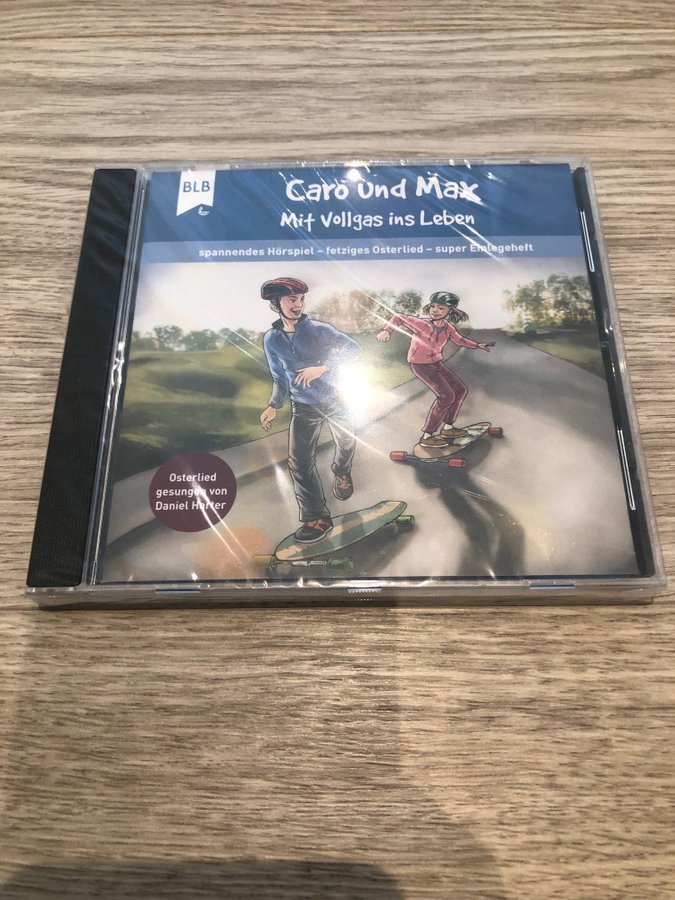 BLB
Caro und Max
Mit Vollgas ins Leben
spannendes Hörspiel – fetziges Osterlied – super Einlegeheft
Osterlied
gesungen von
Daniel Harter